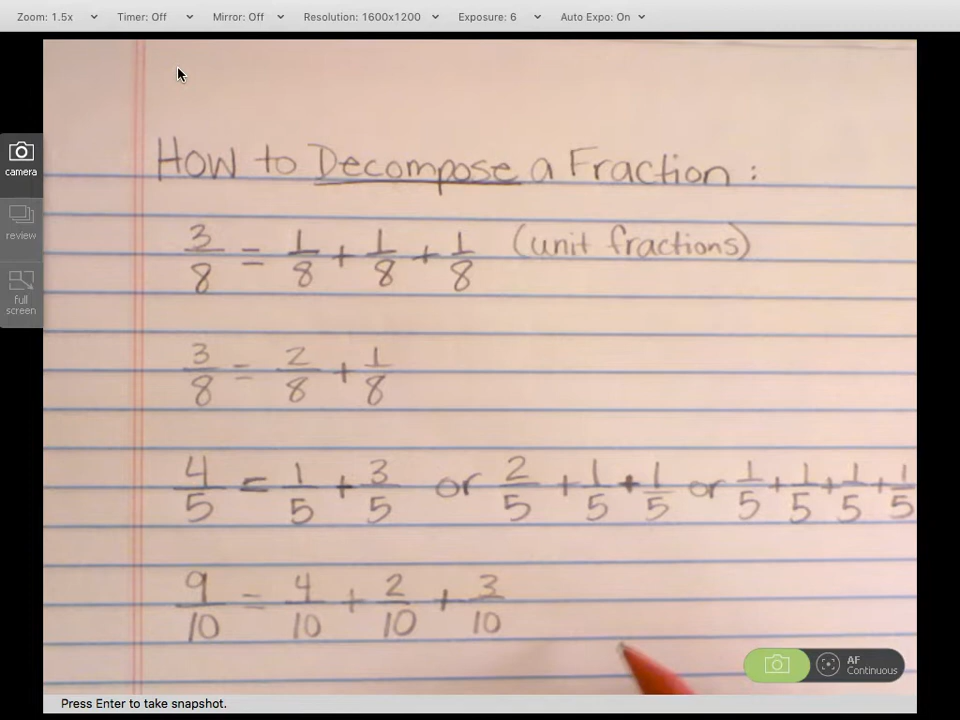 Zoom: 1.5x Timer: Off Mirror: Off Resolution: 1600x1200 Exposure: 6 Auto Expo: On
camera
review
full
screen
How to Decompose a Fraction :
3/8 = 1/8 + 1/8 + 1/8 (unit fractions)
3/8 = 2/8 + 1/8
4/5 = 1/5 + 3/5 or 2/5 + 1/5 + 1/5 or 1/5 + 1/5 + 1/5 + 1/5
9/10 = 4/10 + 2/10 + 3/10
AF
Continuous
Press Enter to take snapshot.